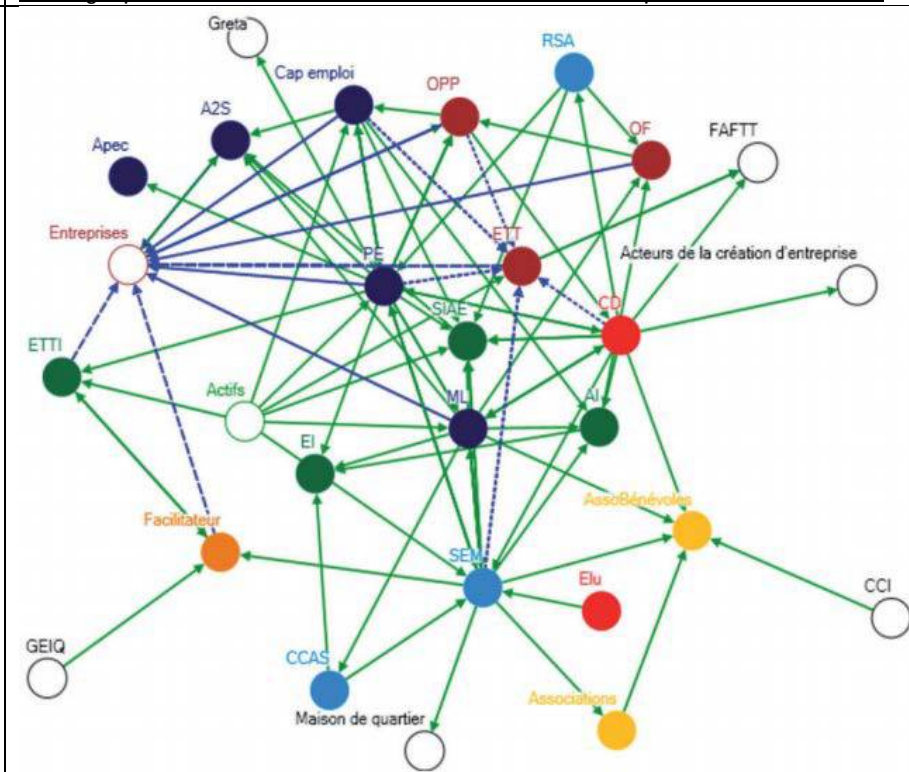 Greta
RSA
Cap emploi
OPP
A2S
OF
FAFTT
Apec
Entreprises
ETT
PE
Acteurs de la création d'entreprise
CD
SIAE
ETTI
Actifs
ML
AI
EI
AssoBénévoles
Facilitateur
SEM
Elu
CCI
GEIQ
CCAS
Associations
Maison de quartier